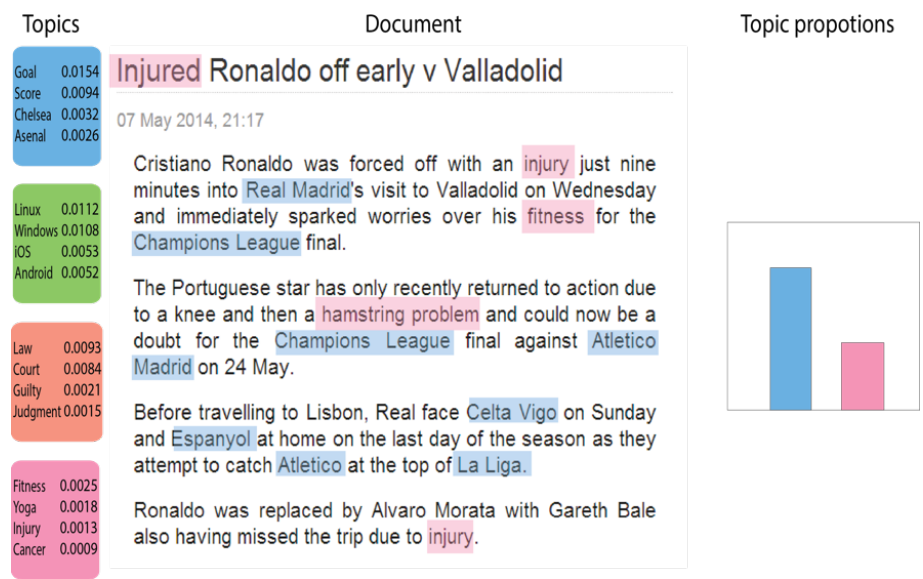 Topics
Document
Topic propotions
Goal 0.0154
Score 0.0094
Chelsea 0.0032
Asenal 0.0026
Linux 0.0112
Windows 0.0108
iOS 0.0053
Android 0.0052
Law 0.0093
Court 0.0084
Guilty 0.0021
Judgment 0.0015
Fitness 0.0025
Yoga 0.0018
Injury 0.0013
Cancer 0.0009
Injured Ronaldo off early v Valladolid
07 May 2014, 21:17
Cristiano Ronaldo was forced off with an injury just nine
minutes into Real Madrid's visit to Valladolid on Wednesday
and immediately sparked worries over his fitness for the
Champions League final.
The Portuguese star has only recently returned to action due
to a knee and then a hamstring problem and could now be a
doubt for the Champions League final against Atletico
Madrid on 24 May.
Before travelling to Lisbon, Real face Celta Vigo on Sunday
and Espanyol at home on the last day of the season as they
attempt to catch Atletico at the top of La Liga.
Ronaldo was replaced by Alvaro Morata with Gareth Bale
also having missed the trip due to injury.